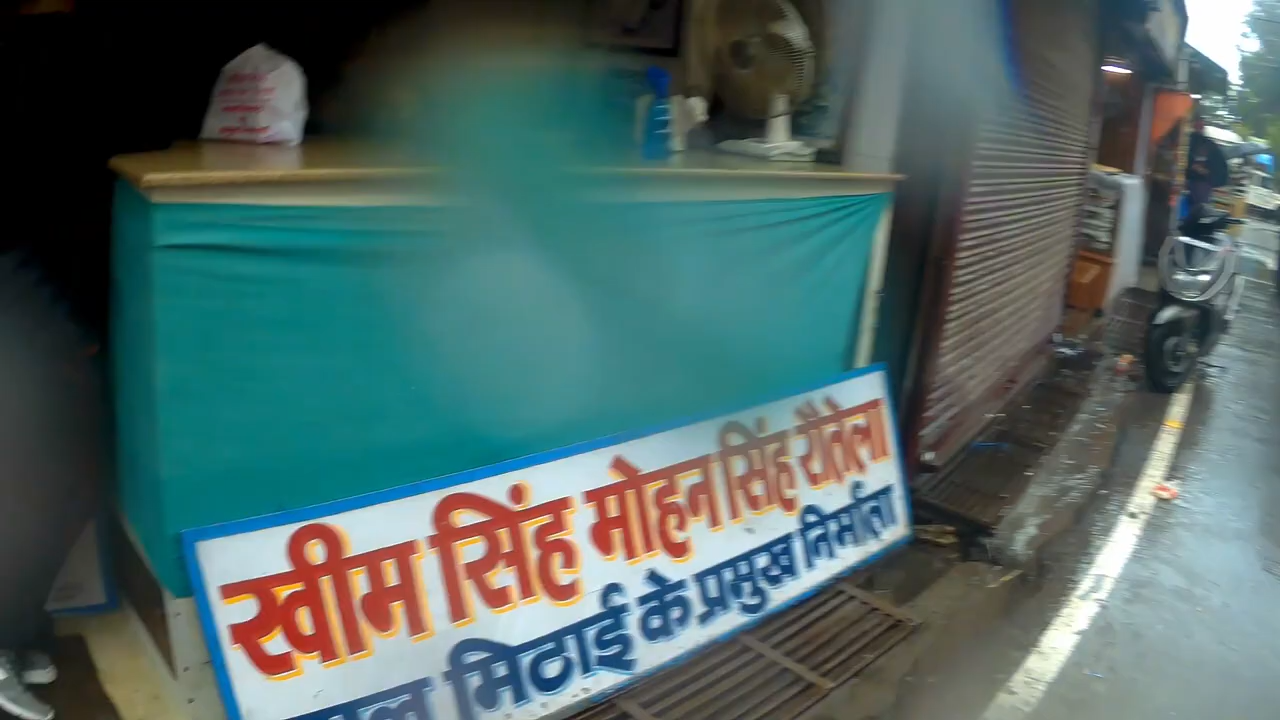 खीम सिंह मोहन सिंह रौतेला
मिठाई के प्रमुख निर्माता